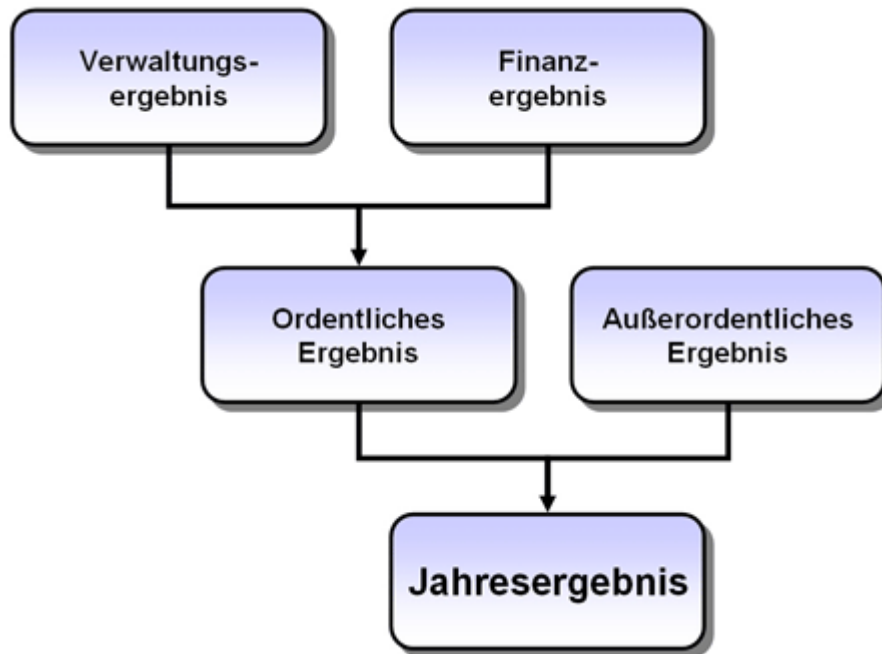 Verwaltungs-
ergebnis
Finanz-
ergebnis
Ordentliches
Ergebnis
Außerordentliches
Ergebnis
Jahresergebnis